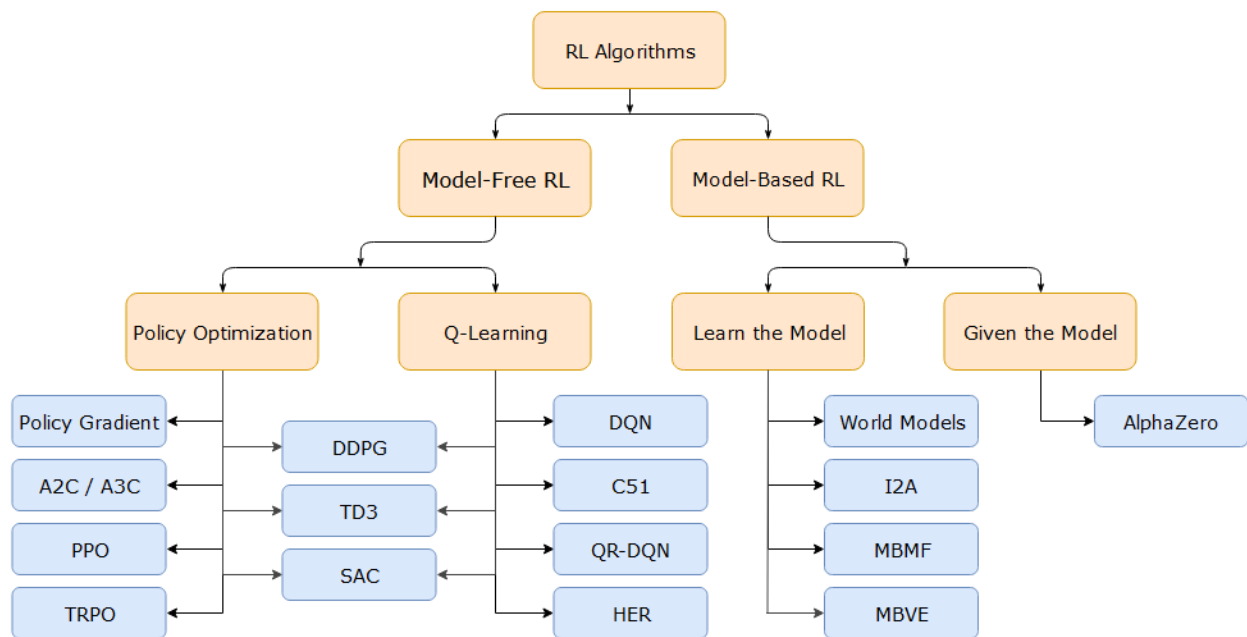 RL Algorithms
Model-Free RL
Model-Based RL
Policy Optimization
Q-Learning
Learn the Model
Given the Model
Policy Gradient
DDPG
DQN
World Models
AlphaZero
A2C / A3C
TD3
C51
I2A
PPO
SAC
QR-DQN
MBMF
TRPO
HER
MBVE